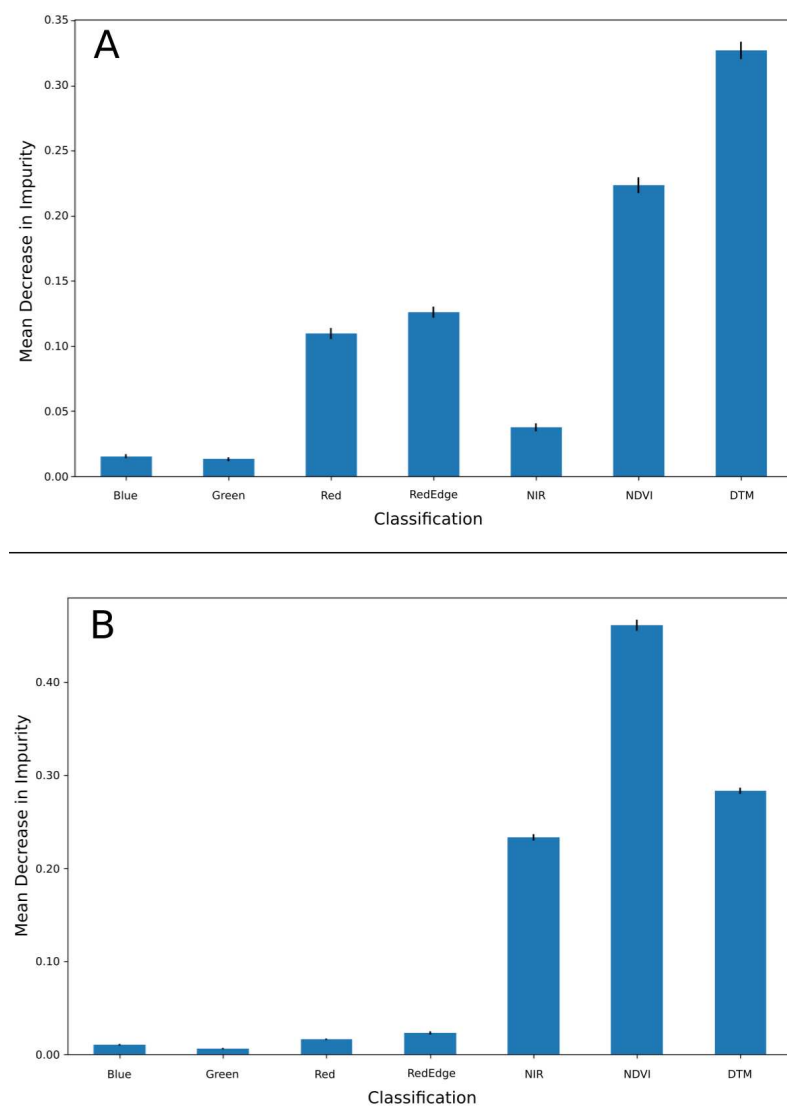 A
Mean Decrease in Impurity
0.35
0.30
0.25
0.20
0.15
0.10
0.05
0.00
Blue Green Red RedEdge NIR NDVI DTM
Classification
B
Mean Decrease in Impurity
0.40
0.30
0.20
0.10
0.00
Blue Green Red RedEdge NIR NDVI DTM
Classification